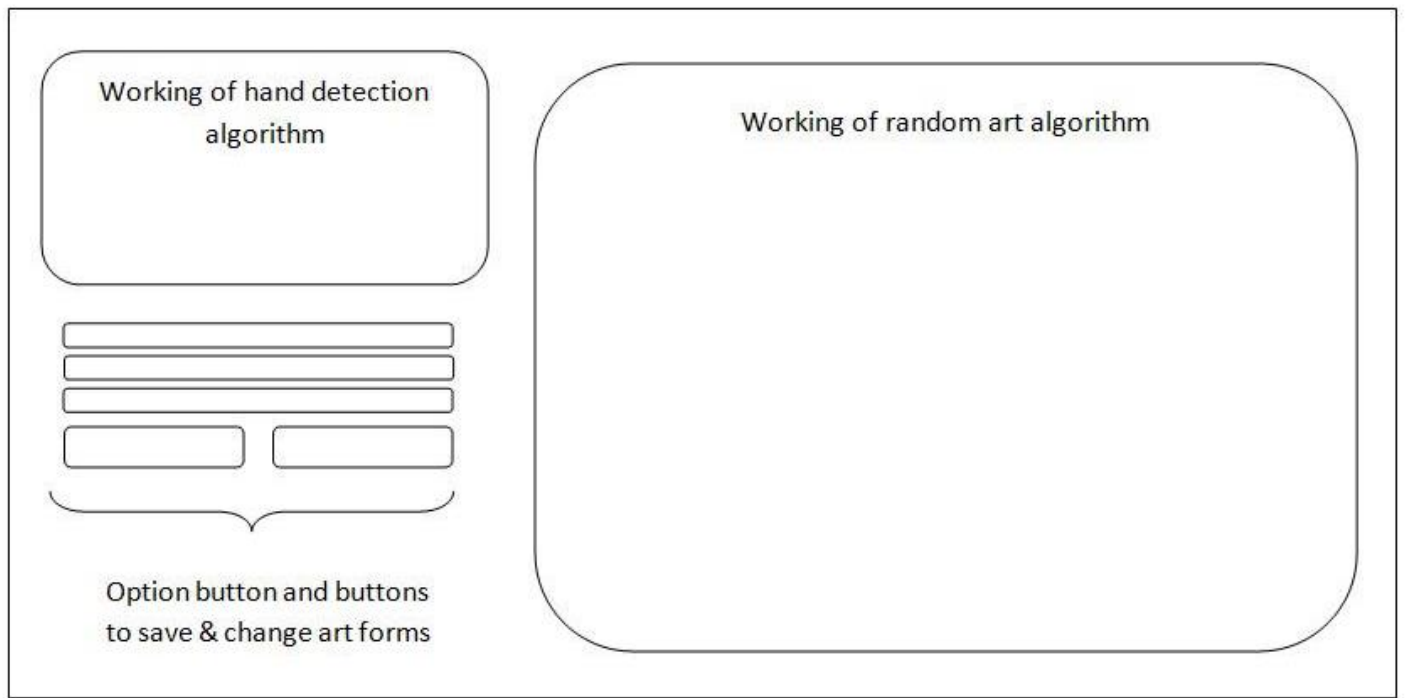 Working of hand detection
algorithm
Working of random art algorithm
Option button and buttons
to save & change art forms